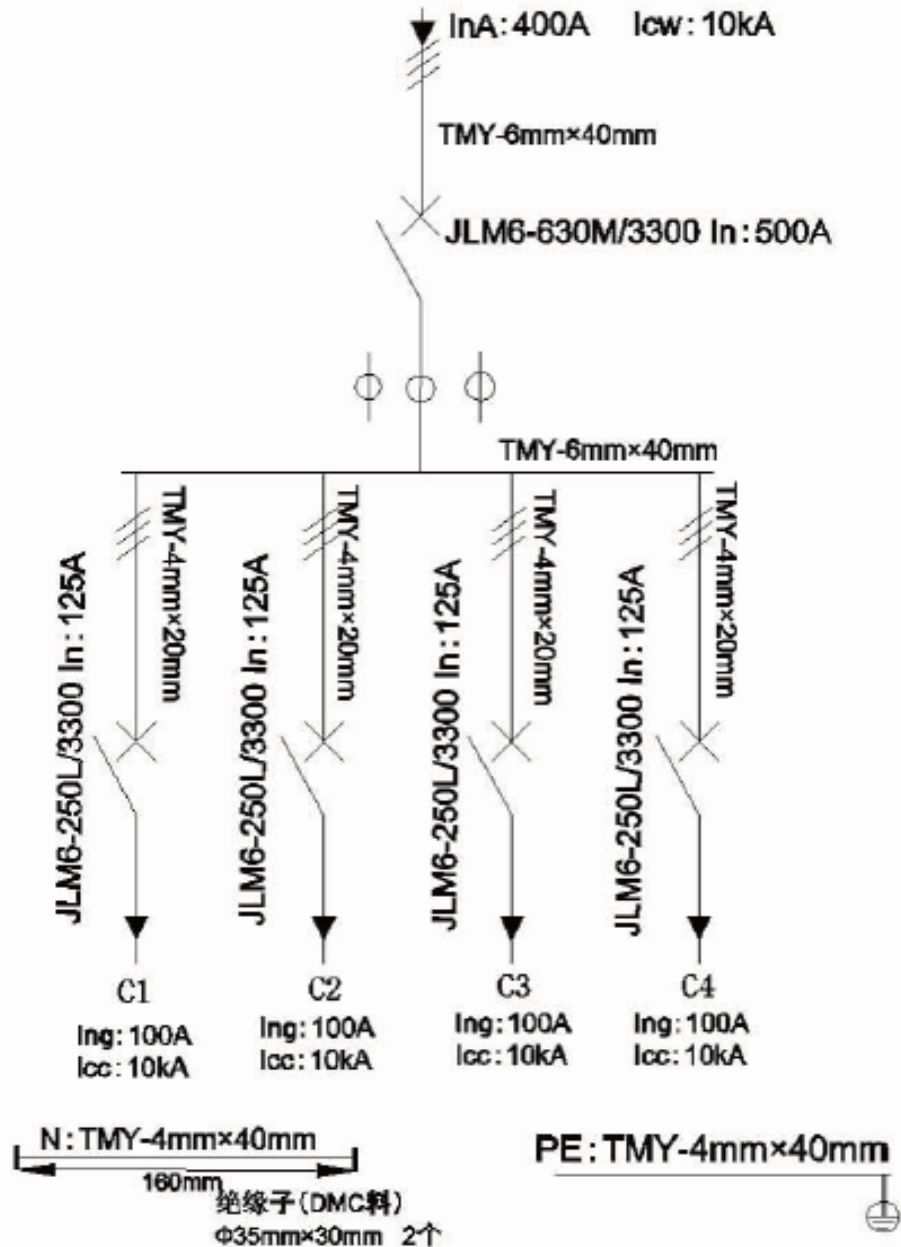 InA:400A Icw:10kA
TMY-6mm×40mm
JLM6-630M/3300 In:500A
TMY-6mm×40mm
JLM6-250L/3300 In:125A
TMY-4mm×20mm
JLM6-250L/3300 In:125A
TMY-4mm×20mm
JLM6-250L/3300 In:125A
TMY-4mm×20mm
JLM6-250L/3300 In:125A
TMY-4mm×20mm
C1
Ing:100A
Icc:10kA
C2
Ing:100A
Icc:10kA
C3
Ing:100A
Icc:10kA
C4
Ing:100A
Icc:10kA
N:TMY-4mm×40mm
160mm
绝缘子(DMC料)
Φ35mm×30mm 2个
PE:TMY-4mm×40mm